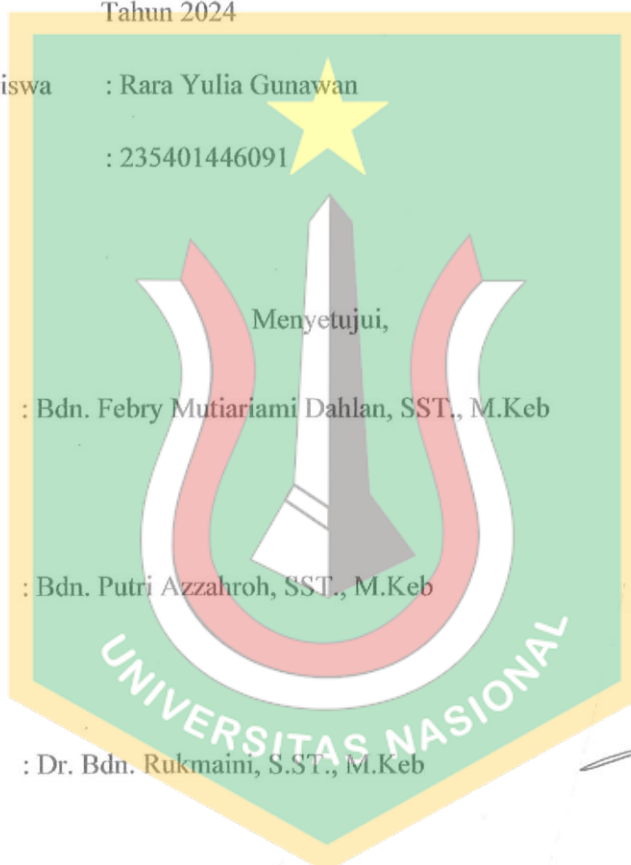 Tahun 2024
iswa : Rara Yulia Gunawan
: 235401446091
Menyetujui,
: Bdn. Febry Mutiariami Dahlan, SST., M.Keb
: Bdn. Putri Azzahroh, SST., M.Keb
UNIVERSITAS NASIONAL
: Dr. Bdn. Rukmaini, S.ST., M.Keb